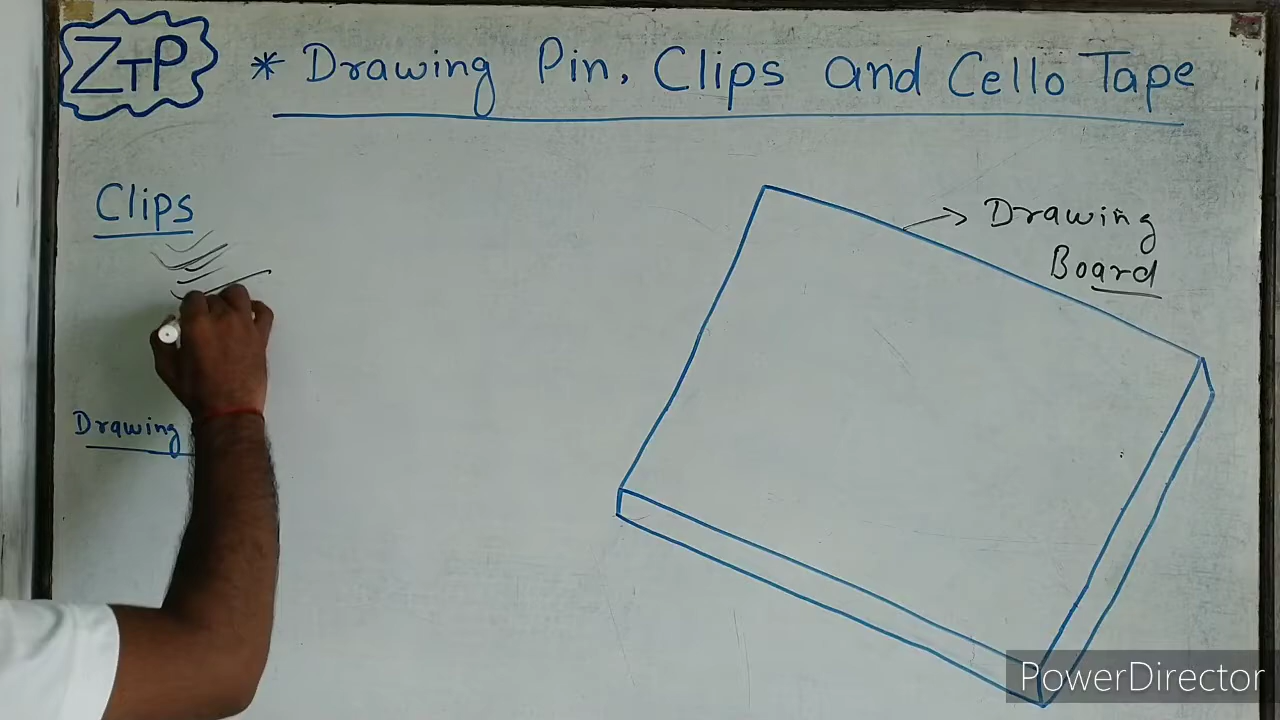 ZTP
* Drawing Pin, Clips and Cello Tape
Clips
Drawing
Drawing
Board
PowerDirector